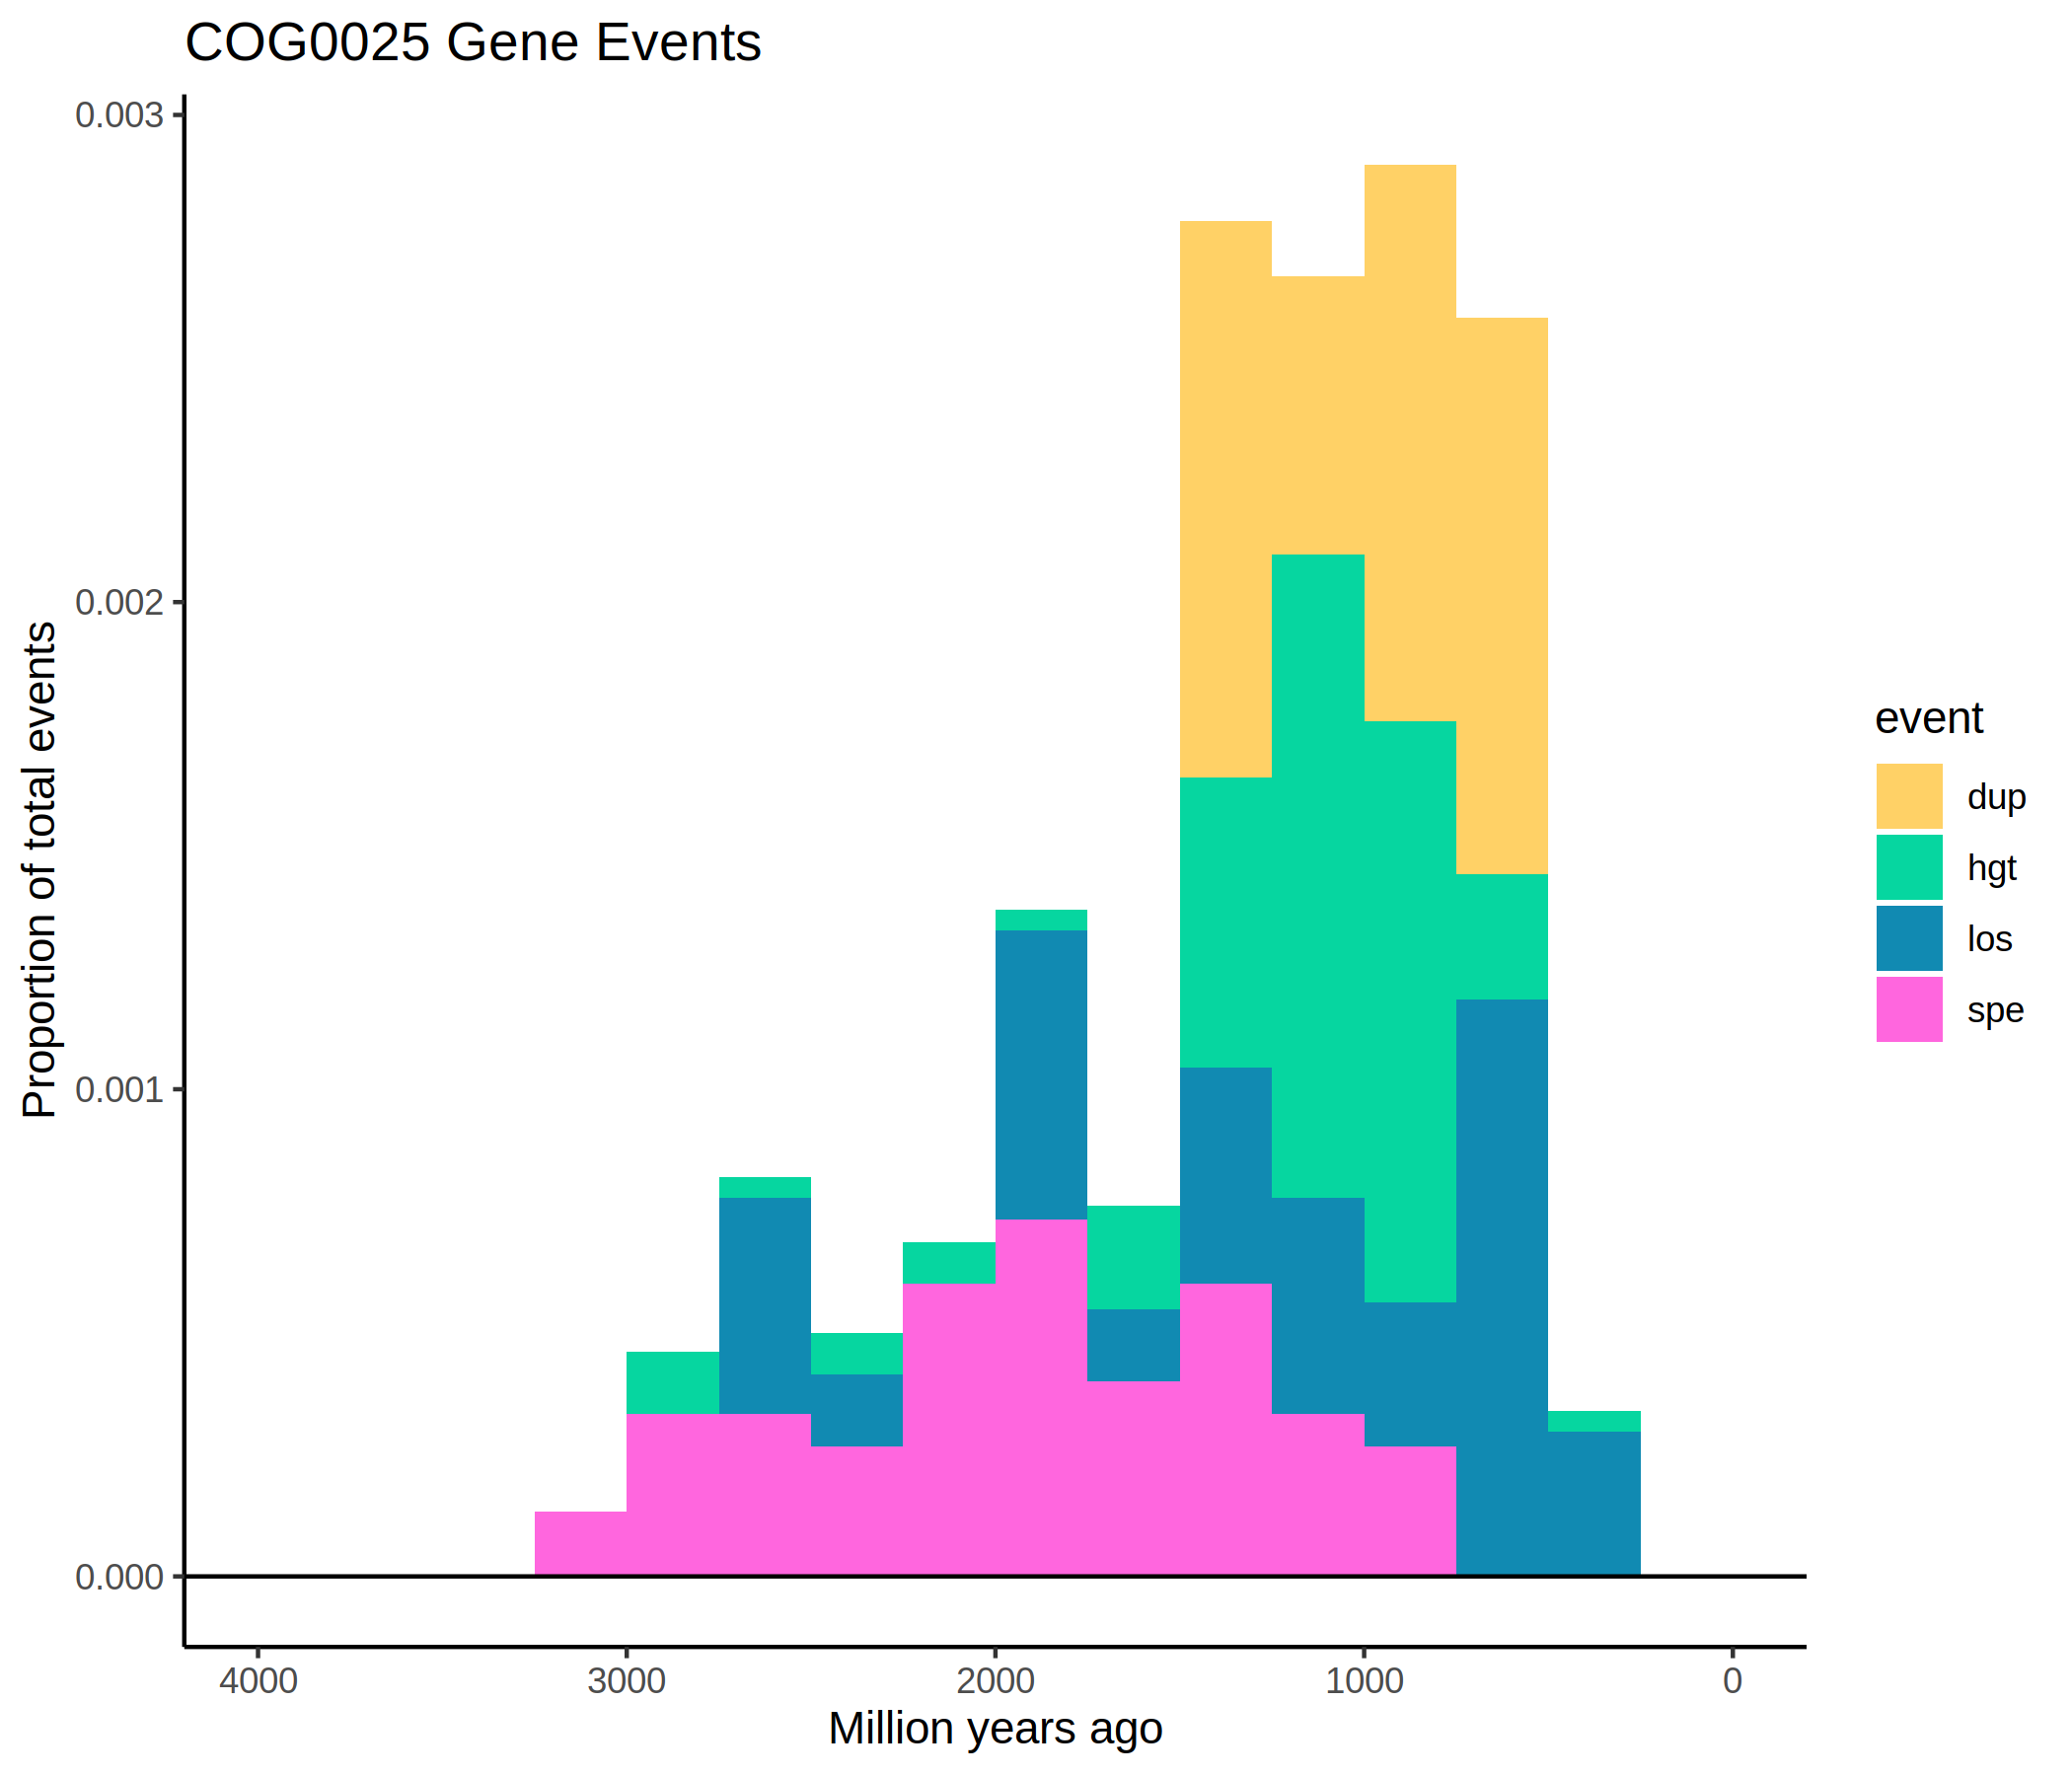 COG0025 Gene Events
0.003
0.002
0.001
0.000
Proportion of total events
4000 3000 2000 1000 0
Million years ago
event
dup
hgt
los
spe